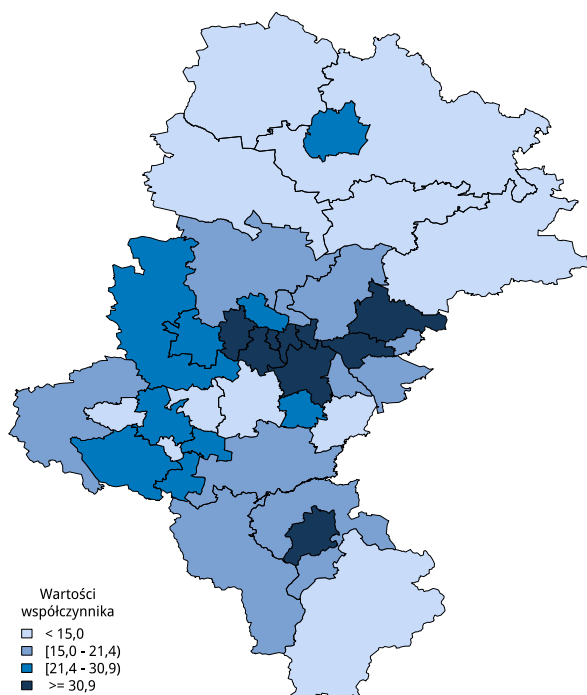 Wartości
współczynnika
< 15,0
[15,0 - 21,4)
[21,4 - 30,9)
>= 30,9